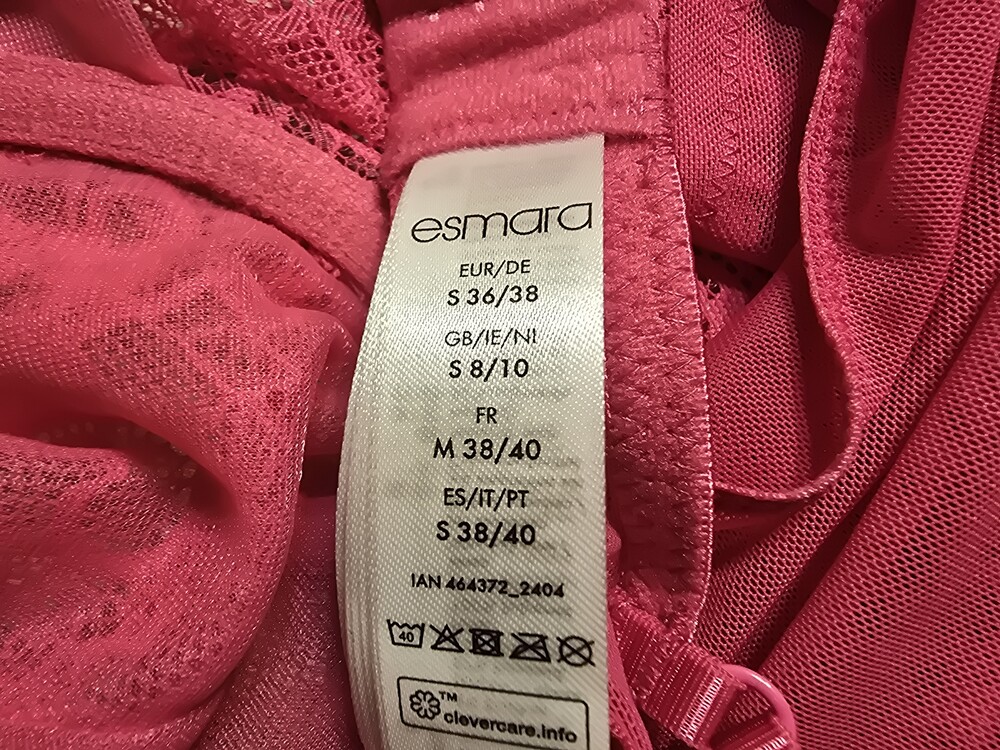 esmara
EUR/DE
S 36/38
GB/IE/NI
S 8/10
FR
M 38/40
ES/IT/PT
S 38/40
IAN 464372_2404
40
™
clevercare.info